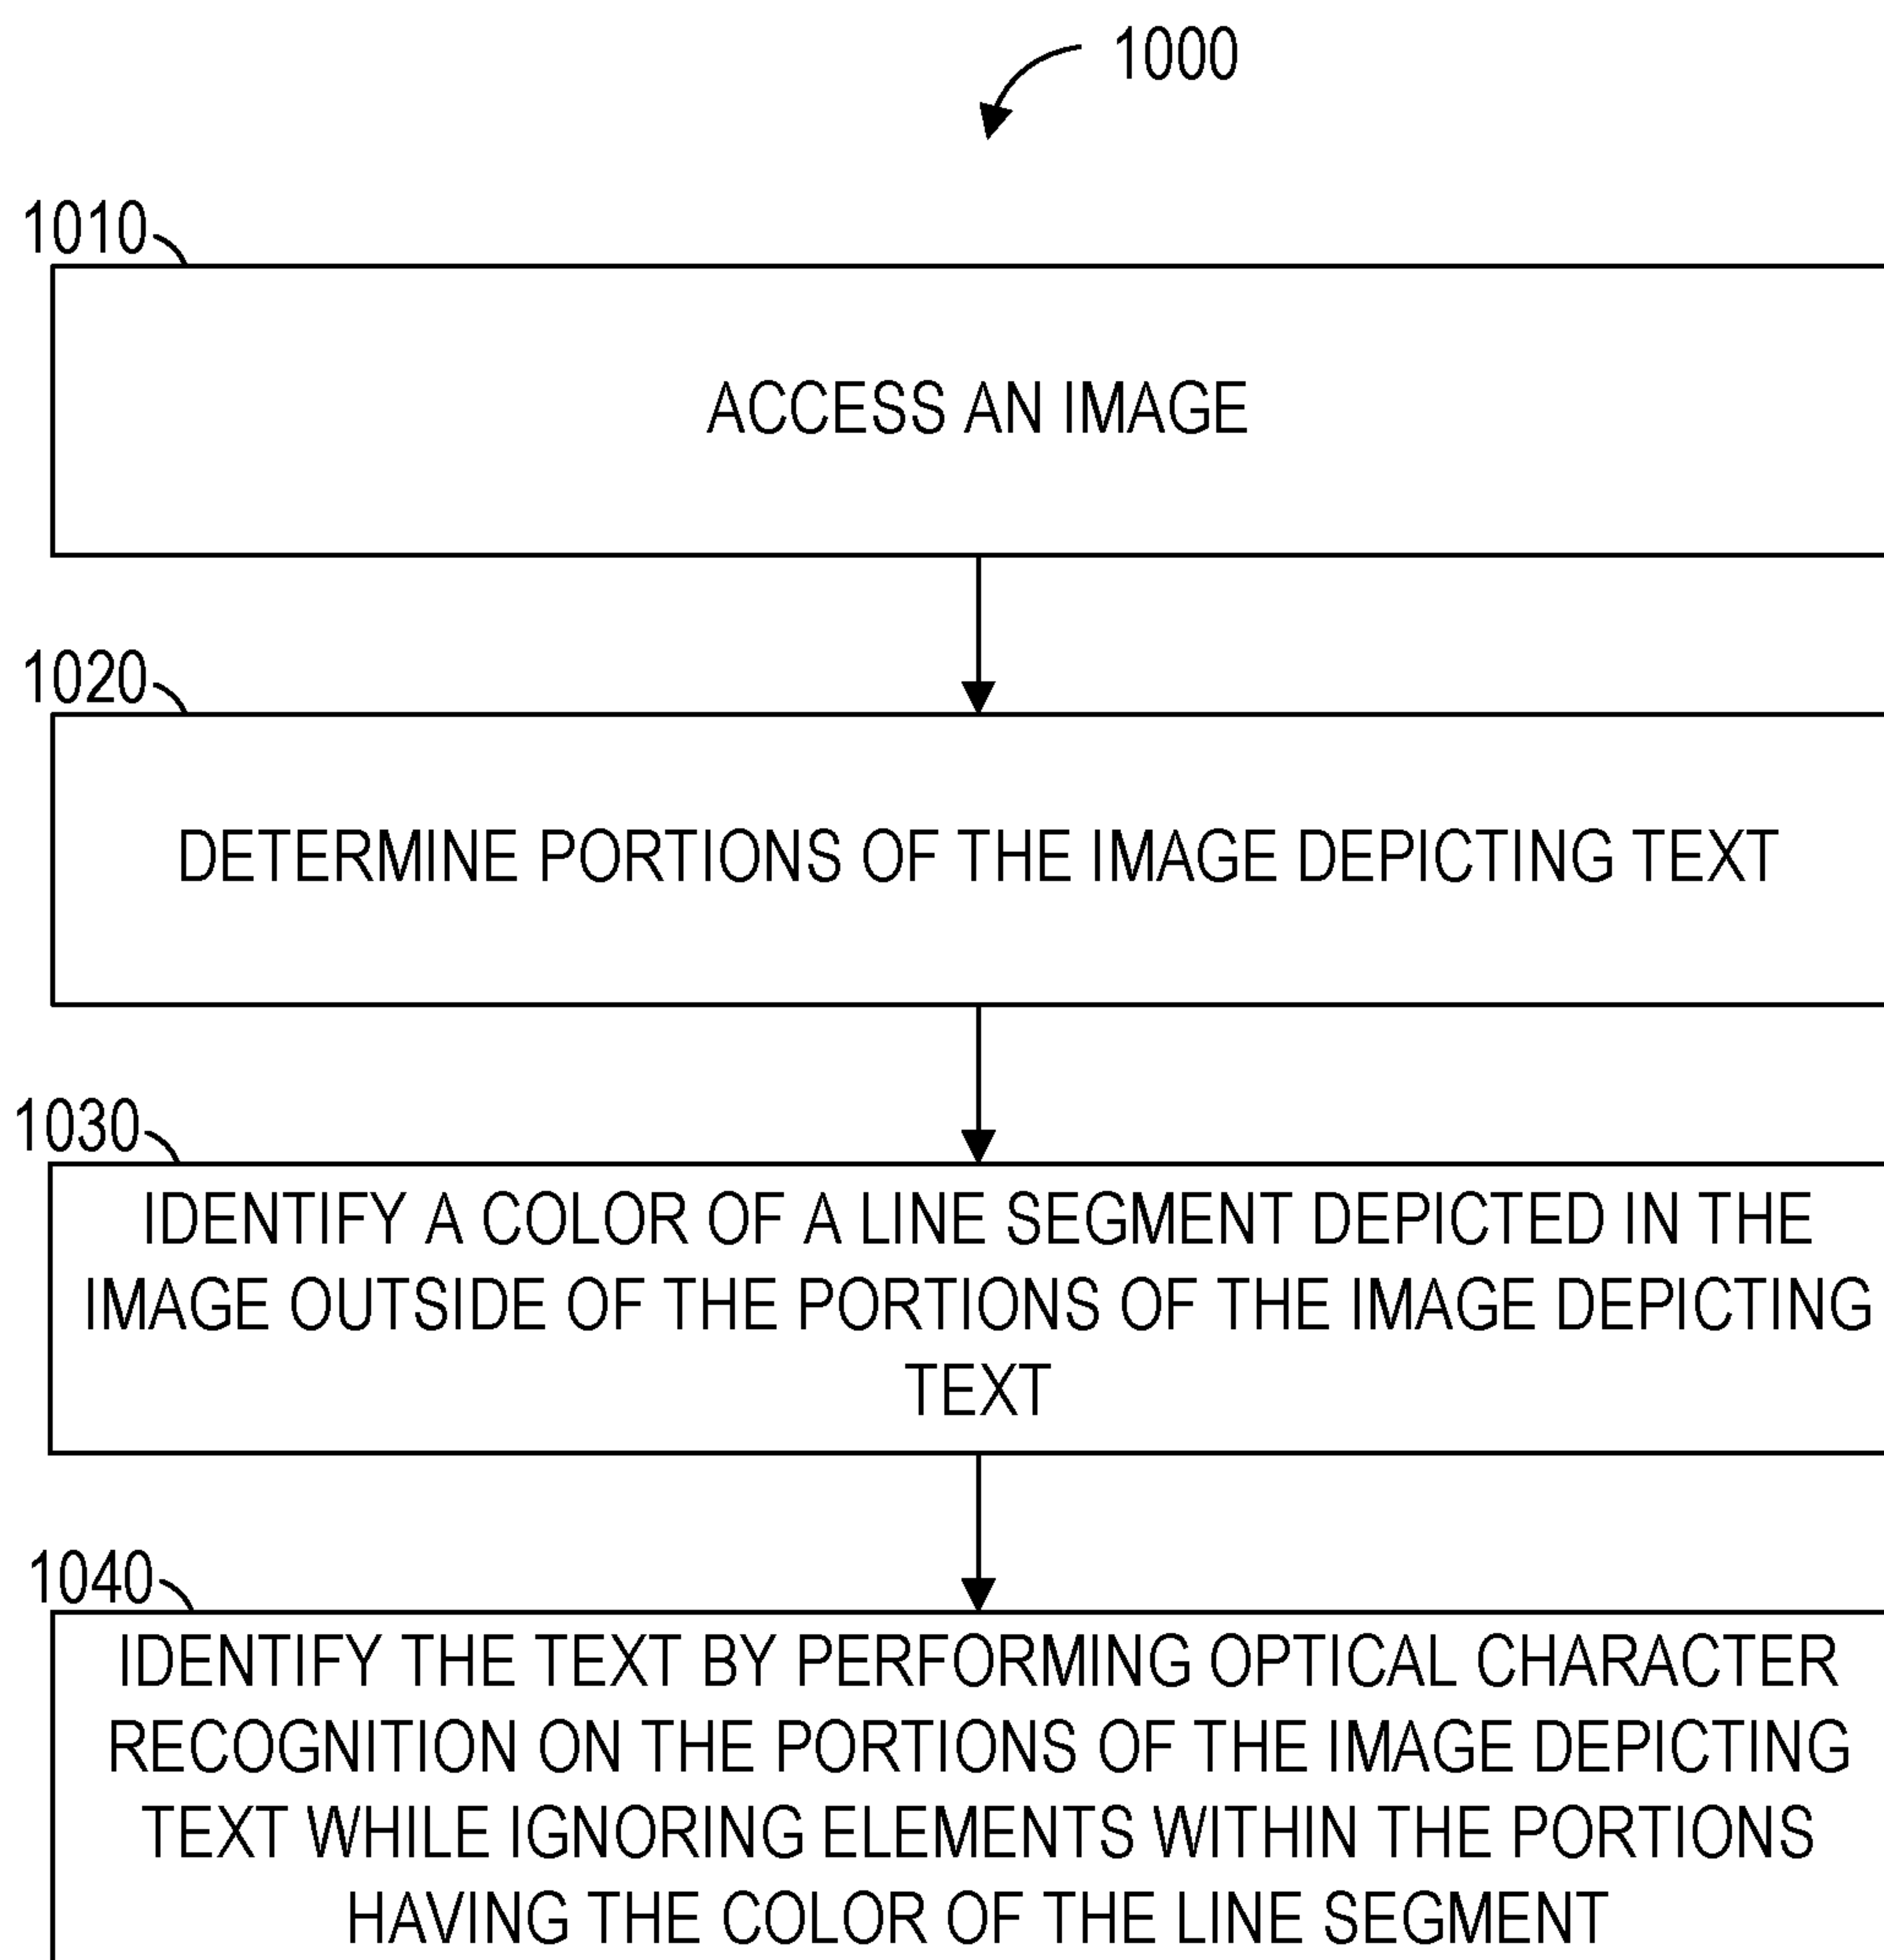 1000
1010
ACCESS AN IMAGE
1020
DETERMINE PORTIONS OF THE IMAGE DEPICTING TEXT
1030
IDENTIFY A COLOR OF A LINE SEGMENT DEPICTED IN THE
IMAGE OUTSIDE OF THE PORTIONS OF THE IMAGE DEPICTING
TEXT
1040
IDENTIFY THE TEXT BY PERFORMING OPTICAL CHARACTER
RECOGNITION ON THE PORTIONS OF THE IMAGE DEPICTING
TEXT WHILE IGNORING ELEMENTS WITHIN THE PORTIONS
HAVING THE COLOR OF THE LINE SEGMENT